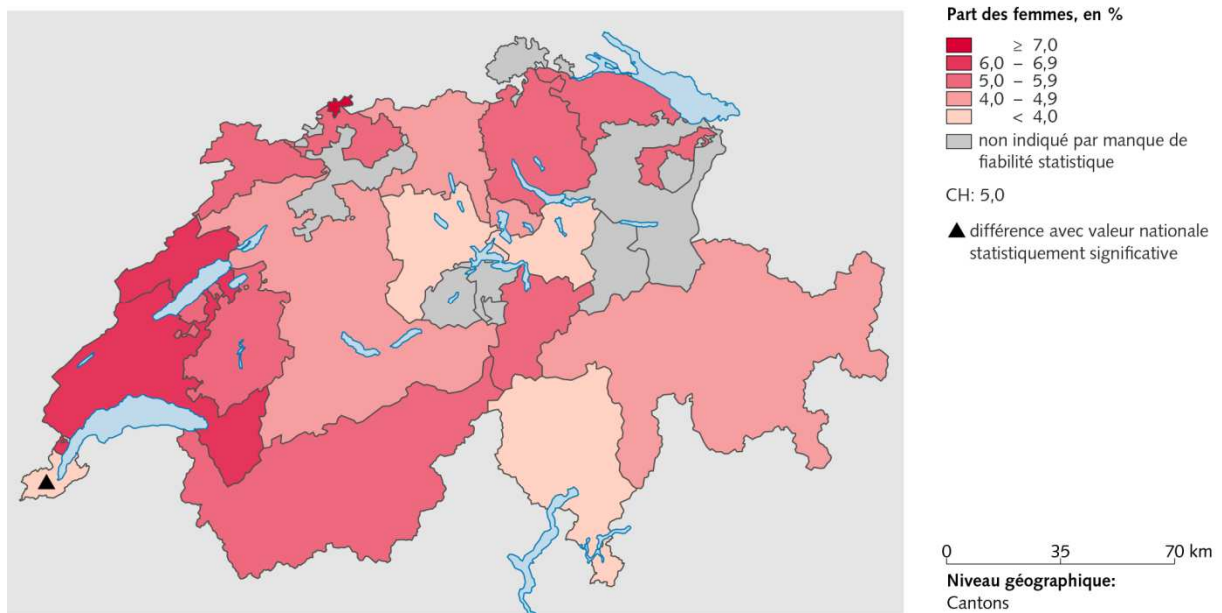 Part des femmes, en %
≥ 7,0
6,0 – 6,9
5,0 – 5,9
4,0 – 4,9
< 4,0
non indiqué par manque de
fiabilité statistique
CH: 5,0
▲ différence avec valeur nationale
statistiquement significative
0 35 70 km
Niveau géographique:
Cantons